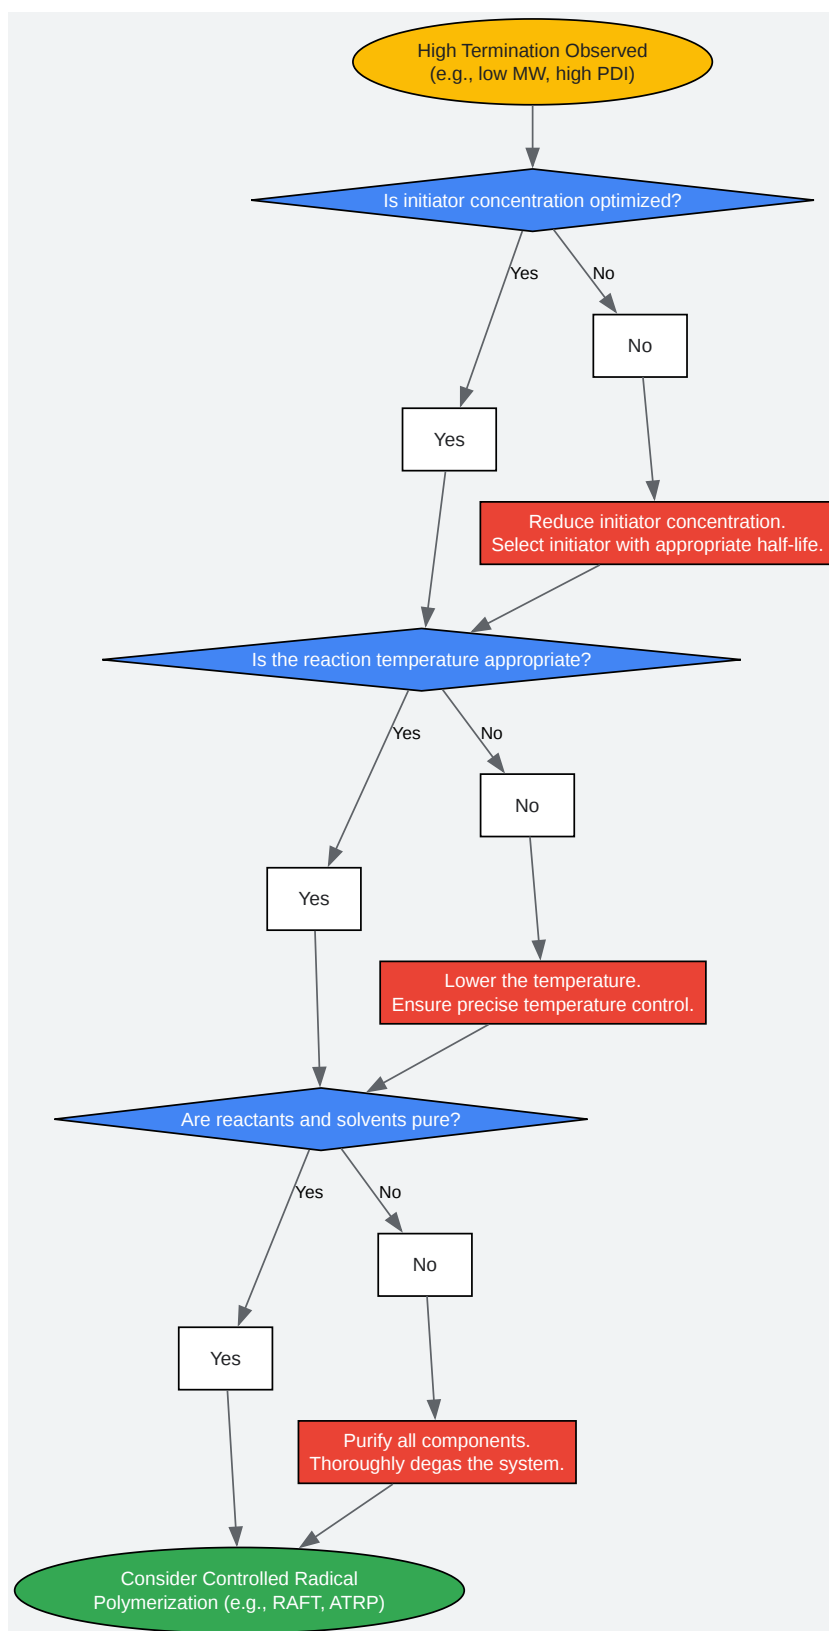 High Termination Observed
(e.g., low MW, high PDI)
Is initiator concentration optimized?
Yes
No
No
Yes
Reduce initiator concentration.
Select initiator with appropriate half-life.
Is the reaction temperature appropriate?
Yes
No
No
Yes
Lower the temperature.
Ensure precise temperature control.
Are reactants and solvents pure?
Yes
No
No
Yes
Purify all components.
Thoroughly degas the system.
Consider Controlled Radical
Polymerization (e.g., RAFT, ATRP)